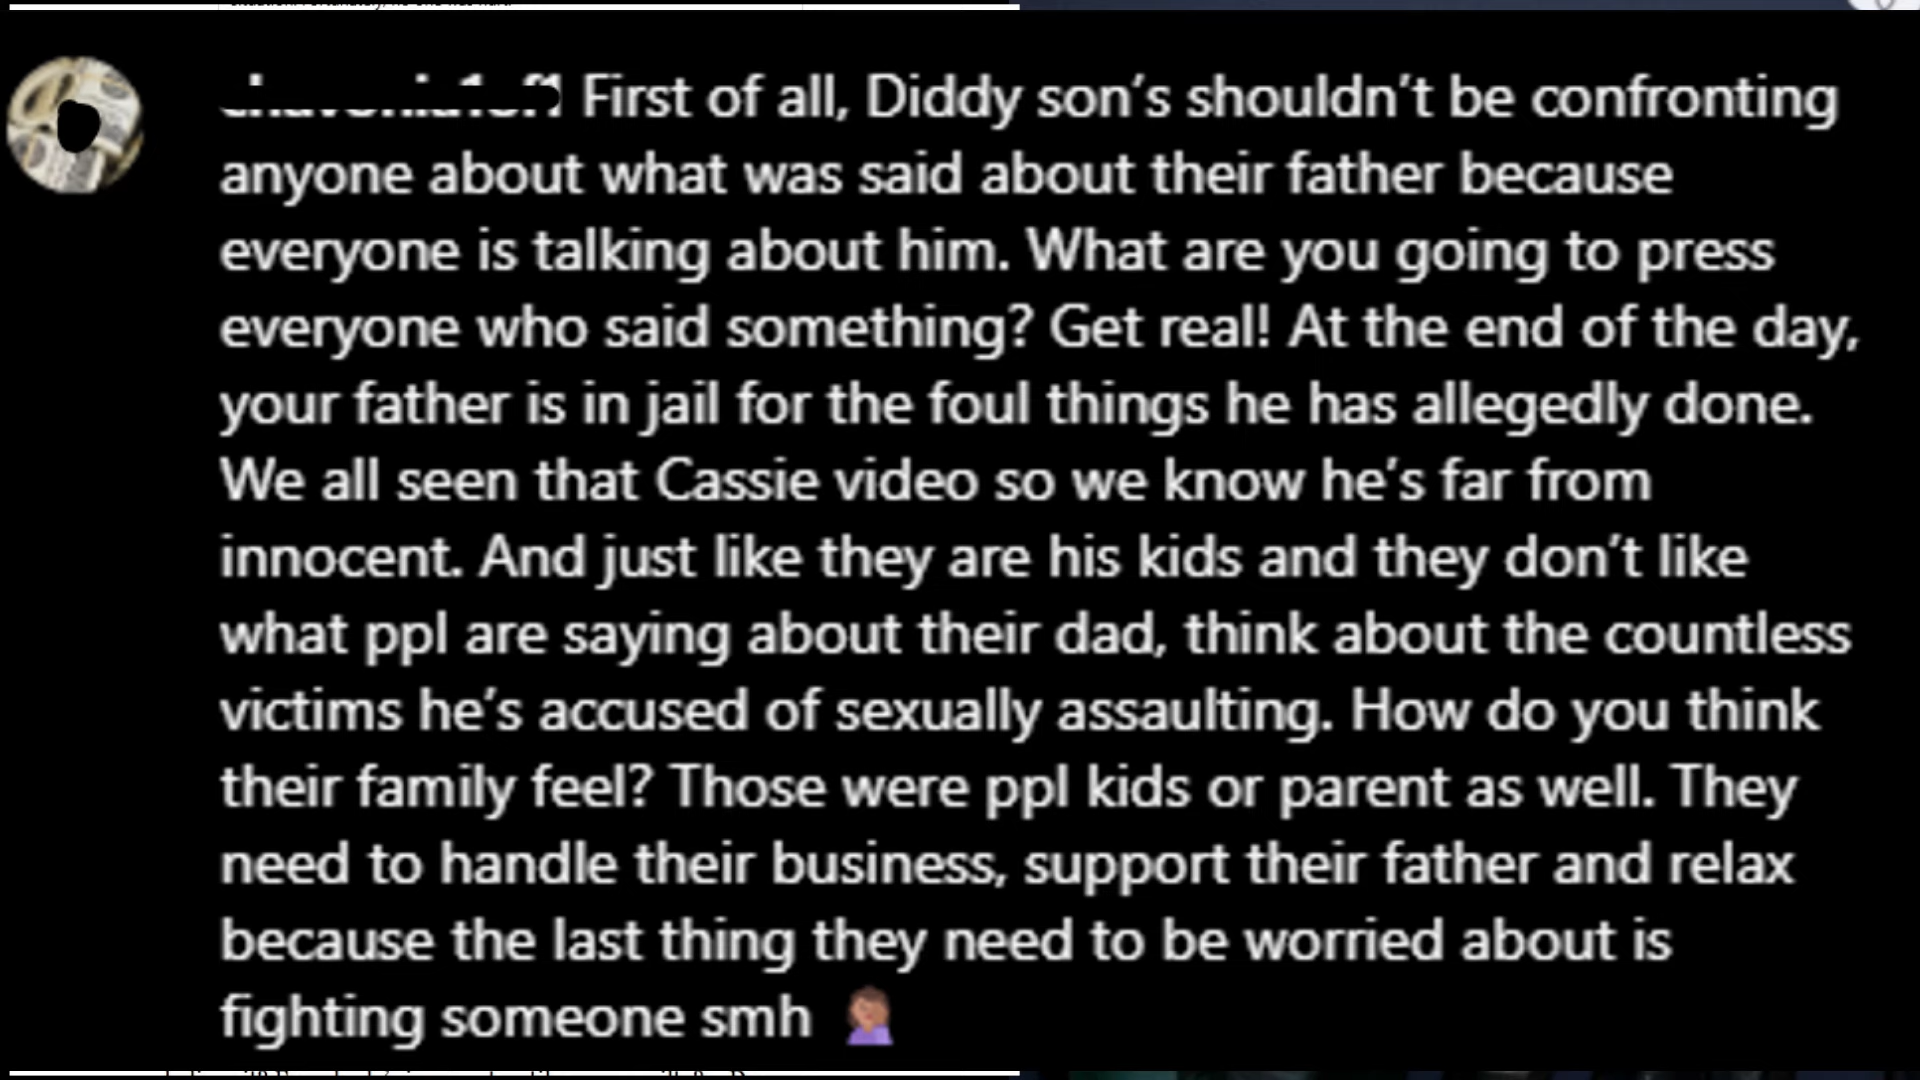 First of all, Diddy son's shouldn't be confronting
anyone about what was said about their father because
everyone is talking about him. What are you going to press
everyone who said something? Get real! At the end of the day,
your father is in jail for the foul things he has allegedly done.
We all seen that Cassie video so we know he's far from
innocent. And just like they are his kids and they don't like
what ppl are saying about their dad, think about the countless
victims he's accused of sexually assaulting. How do you think
their family feel? Those were ppl kids or parent as well. They
need to handle their business, support their father and relax
because the last thing they need to be worried about is
fighting someone smh 🤦🏽‍♀️